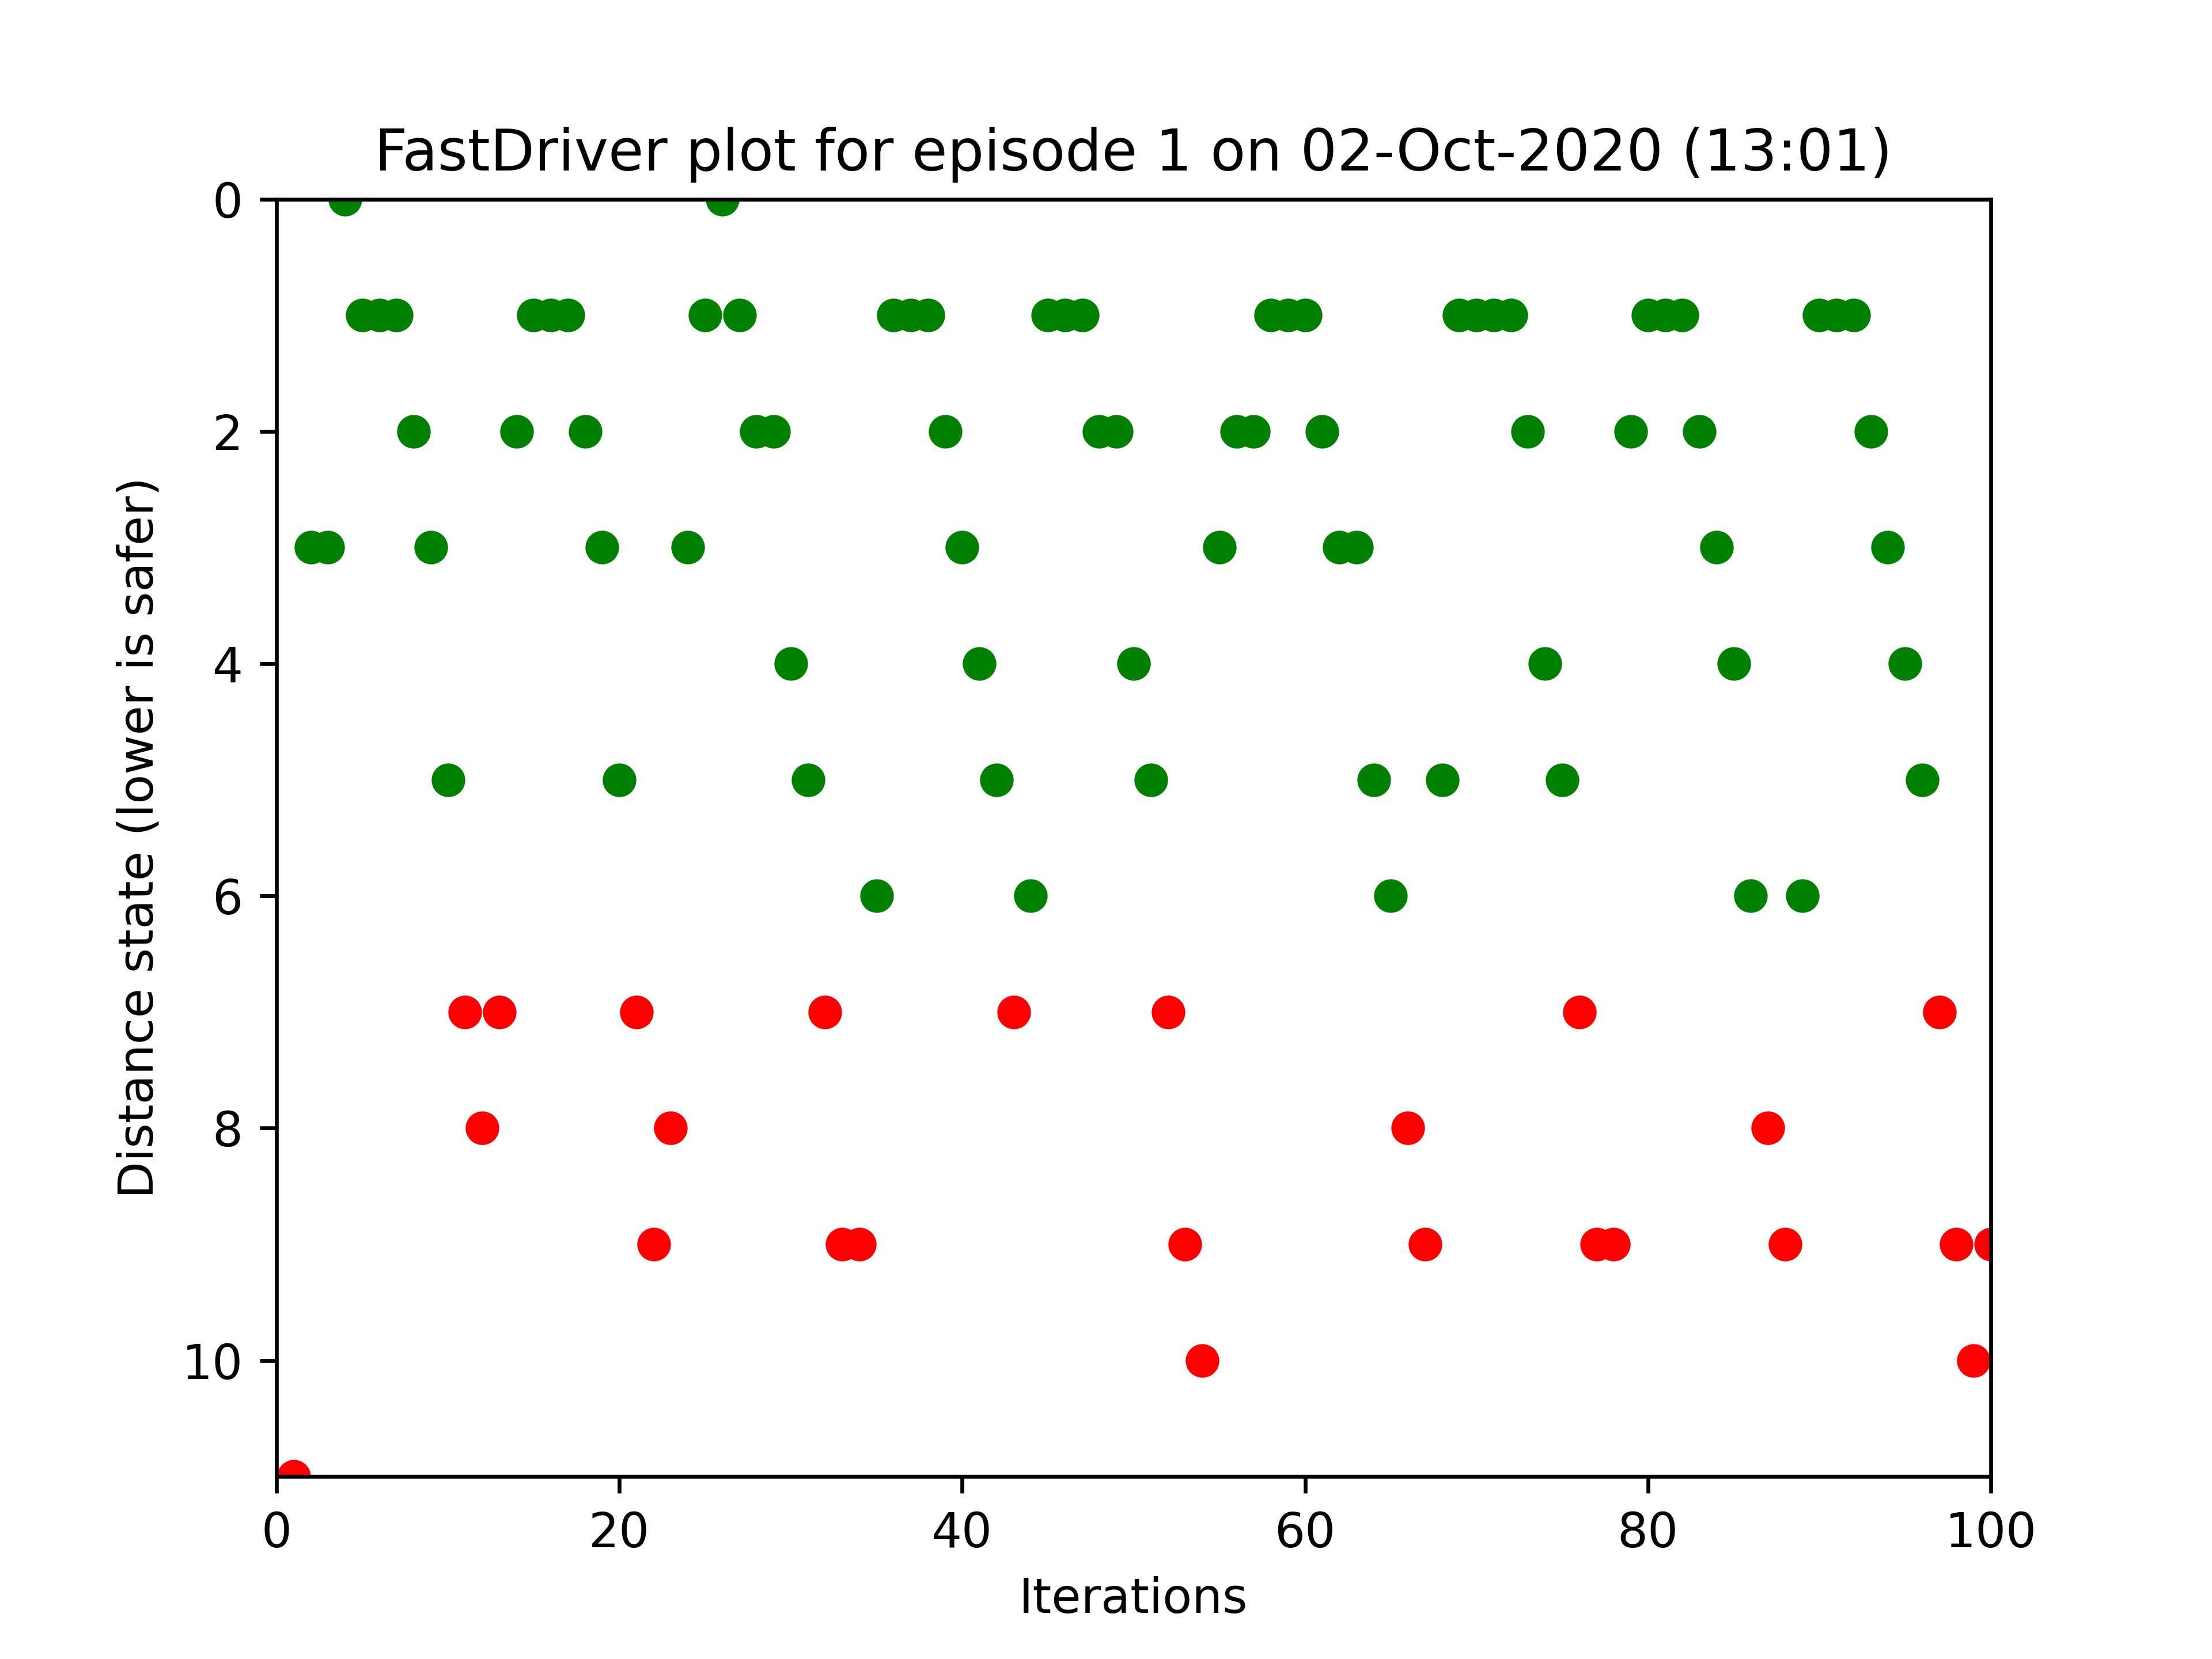 FastDriver plot for episode 1 on 02-Oct-2020 (13:01)
Distance state (lower is safer)
0
2
4
6
8
10
0 20 40 60 80 100
Iterations